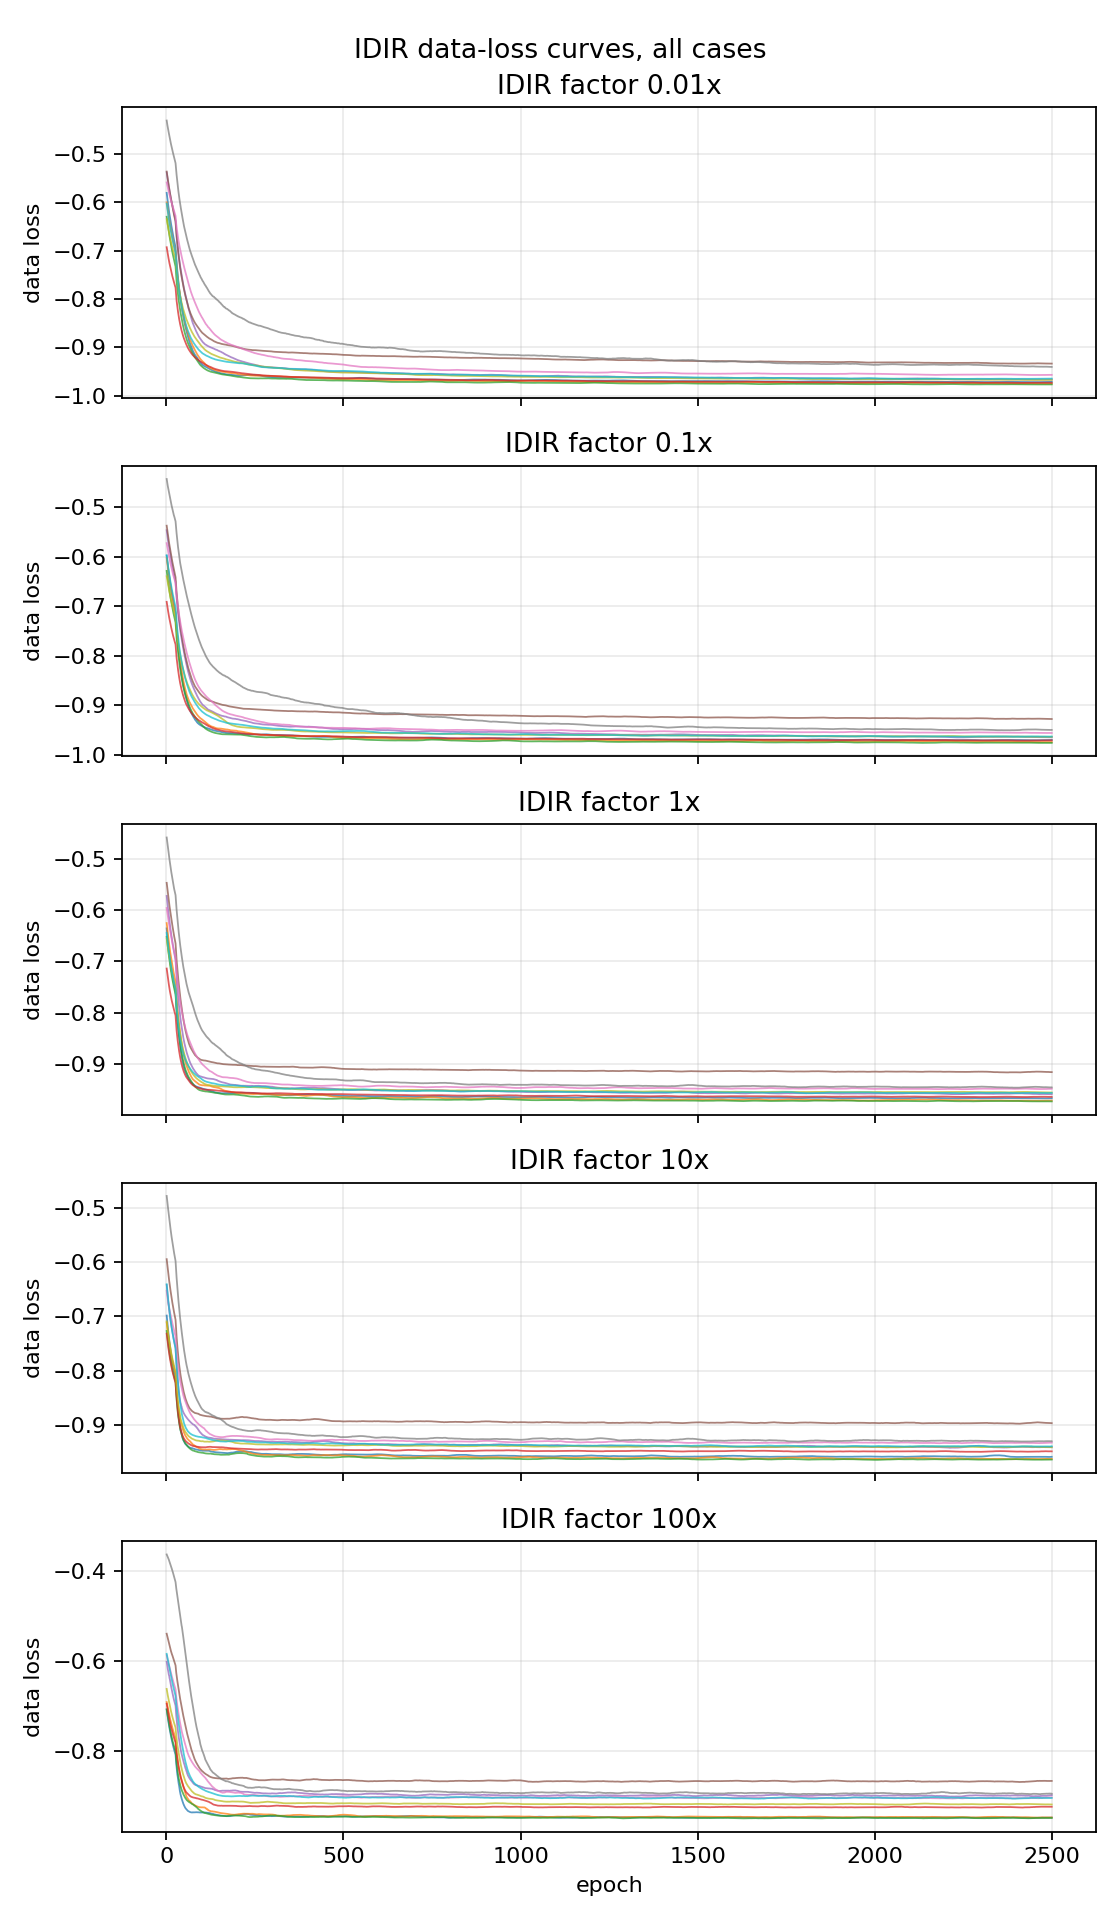 IDIR data-loss curves, all cases
IDIR factor 0.01x
−0.5
−0.6
−0.7
−0.8
−0.9
−1.0
data loss
IDIR factor 0.1x
−0.5
−0.6
−0.7
−0.8
−0.9
−1.0
data loss
IDIR factor 1x
−0.5
−0.6
−0.7
−0.8
−0.9
data loss
IDIR factor 10x
−0.5
−0.6
−0.7
−0.8
−0.9
data loss
IDIR factor 100x
−0.4
−0.6
−0.8
data loss
0 500 1000 1500 2000 2500
epoch